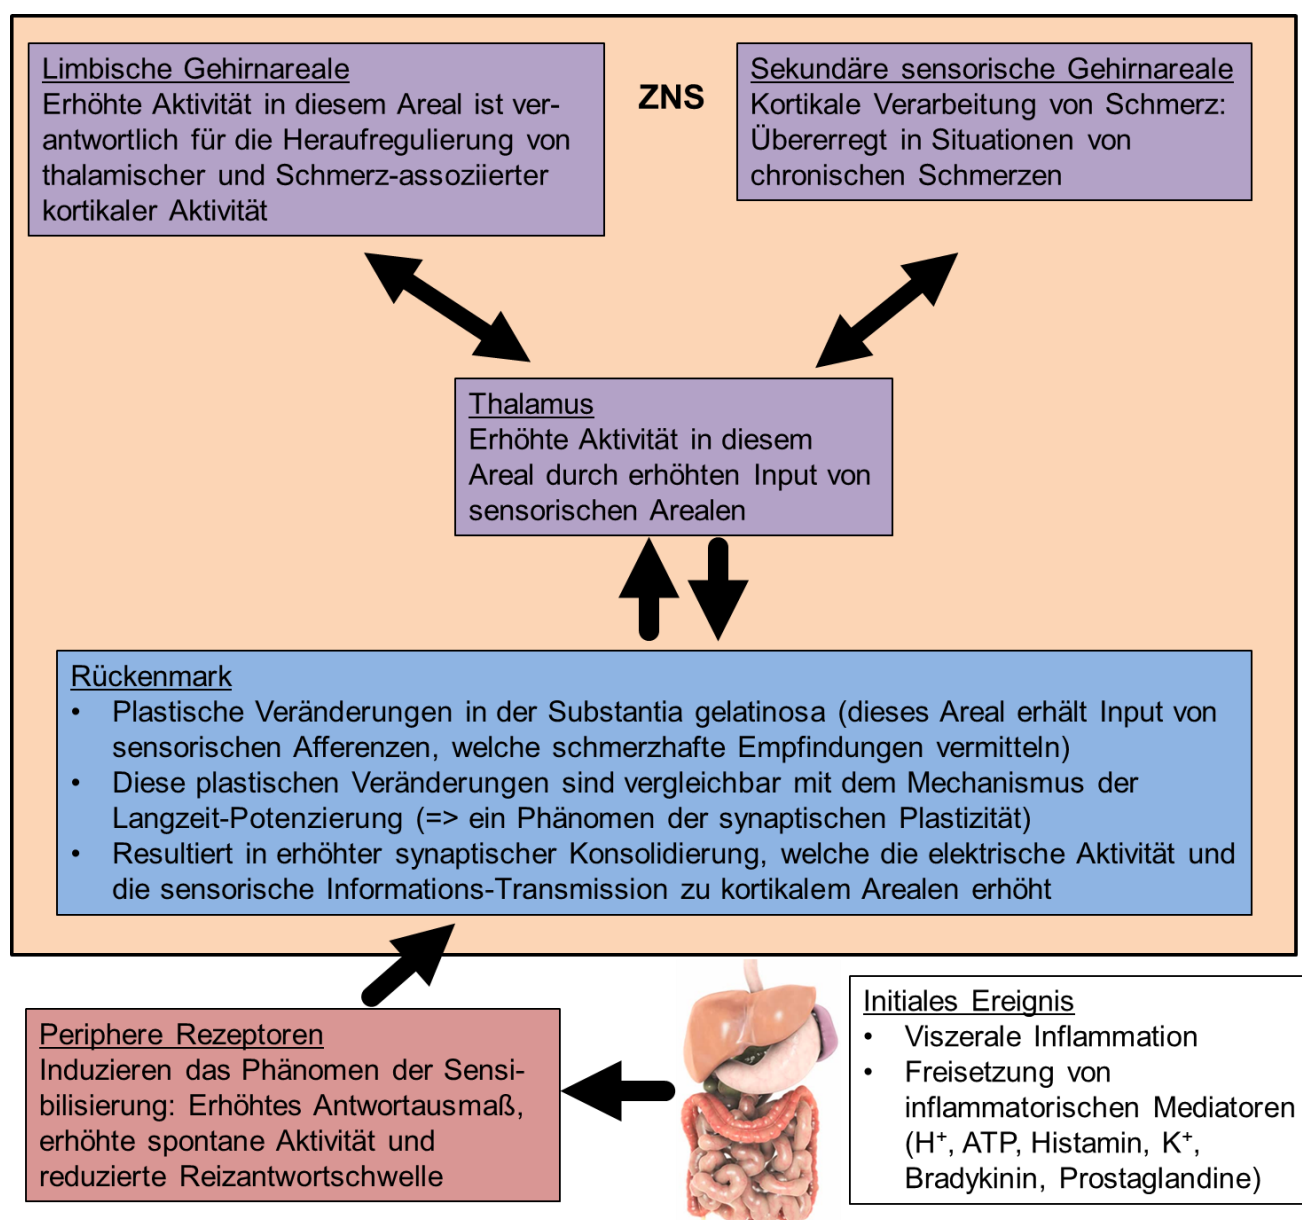 Limbische Gehirnareale
Erhöhte Aktivität in diesem Areal ist ver-
antwortlich für die Heraufregulierung von
thalamischer und Schmerz-assoziierter
kortikaler Aktivität
ZNS
Sekundäre sensorische Gehirnareale
Kortikale Verarbeitung von Schmerz:
Übererregt in Situationen von
chronischen Schmerzen
Thalamus
Erhöhte Aktivität in diesem
Areal durch erhöhten Input von
sensorischen Arealen
Rückenmark
• Plastische Veränderungen in der Substantia gelatinosa (dieses Areal erhält Input von
sensorischen Afferenzen, welche schmerzhafte Empfindungen vermitteln)
• Diese plastischen Veränderungen sind vergleichbar mit dem Mechanismus der
Langzeit-Potenzierung (=> ein Phänomen der synaptischen Plastizität)
• Resultiert in erhöhter synaptischer Konsolidierung, welche die elektrische Aktivität und
die sensorische Informations-Transmission zu kortikalem Arealen erhöht
Periphere Rezeptoren
Induzieren das Phänomen der Sensi-
bilisierung: Erhöhtes Antwortausmaß,
erhöhte spontane Aktivität und
reduzierte Reizantwortschwelle
Initiales Ereignis
• Viszerale Inflammation
• Freisetzung von
inflammatorischen Mediatoren
(H⁺, ATP, Histamin, K⁺,
Bradykinin, Prostaglandine)